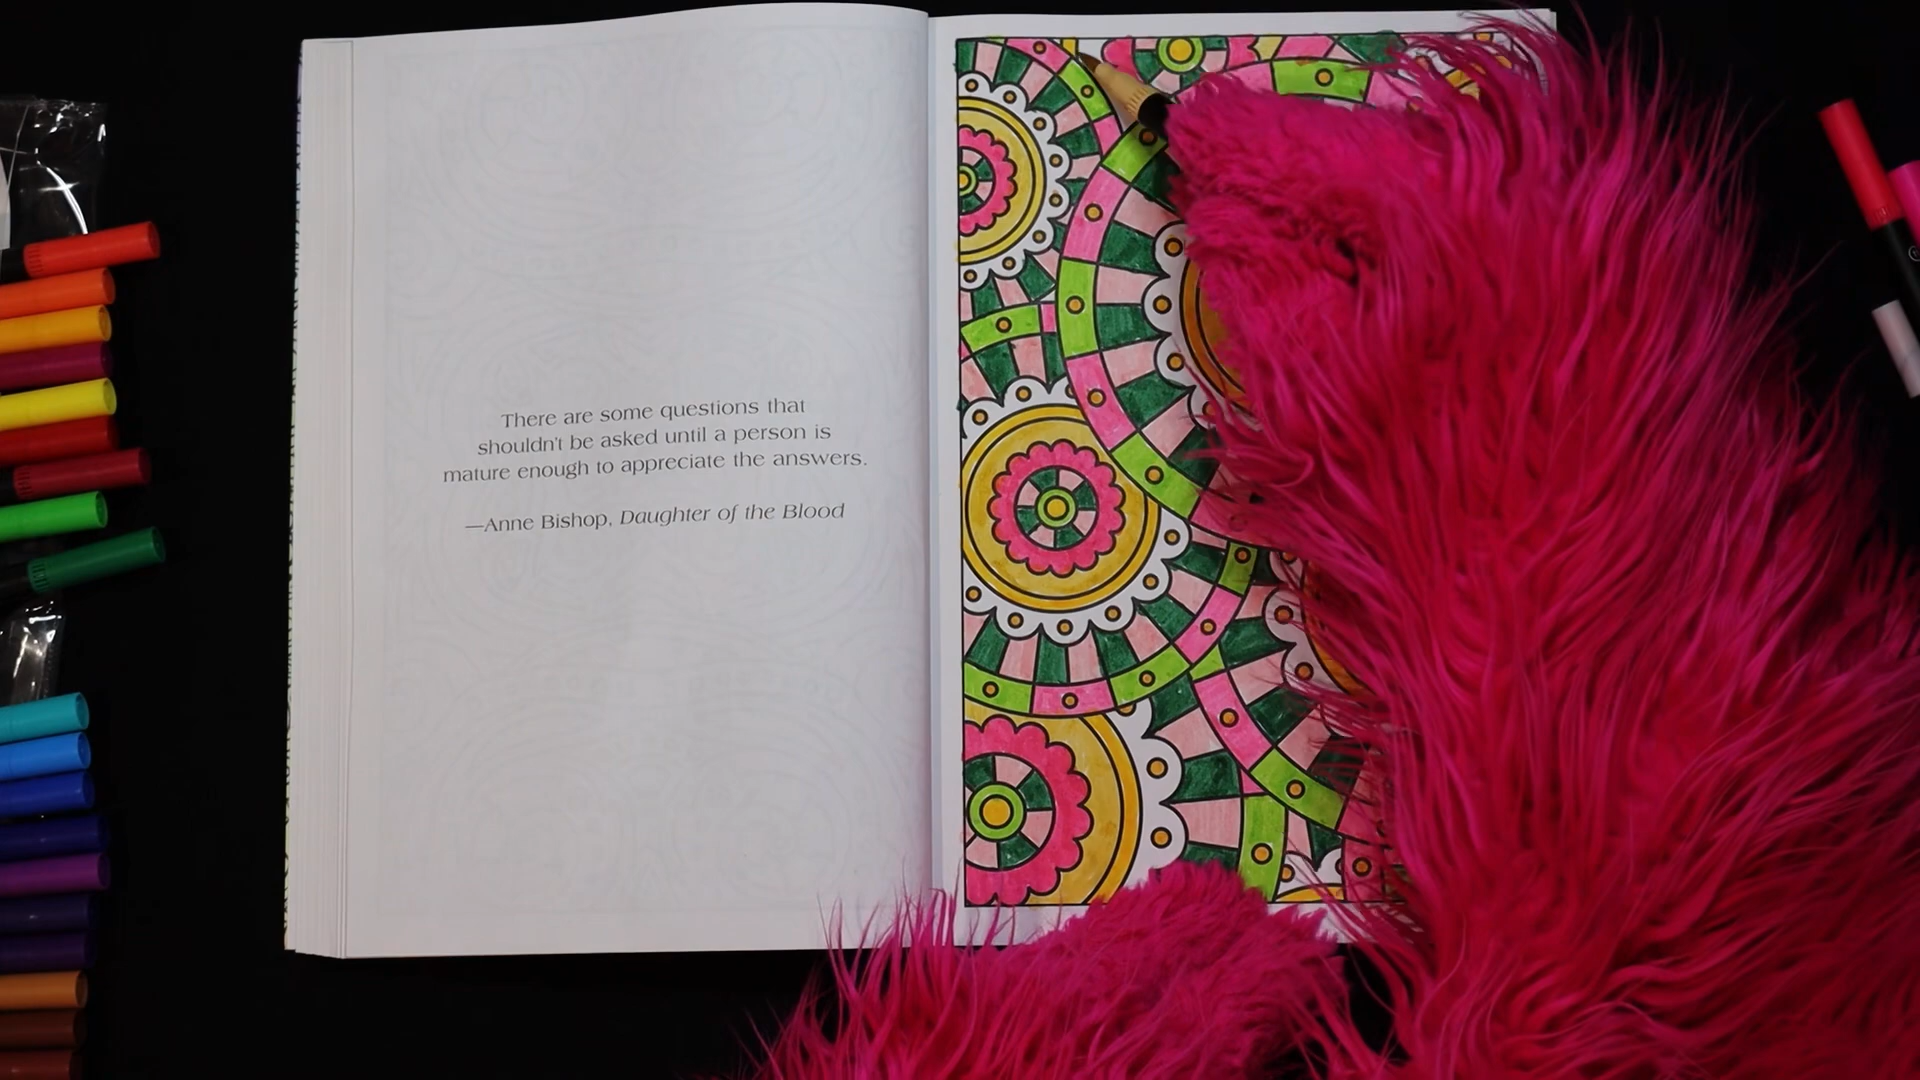 There are some questions that
shouldn't be asked until a person is
mature enough to appreciate the answers.
—Anne Bishop, Daughter of the Blood